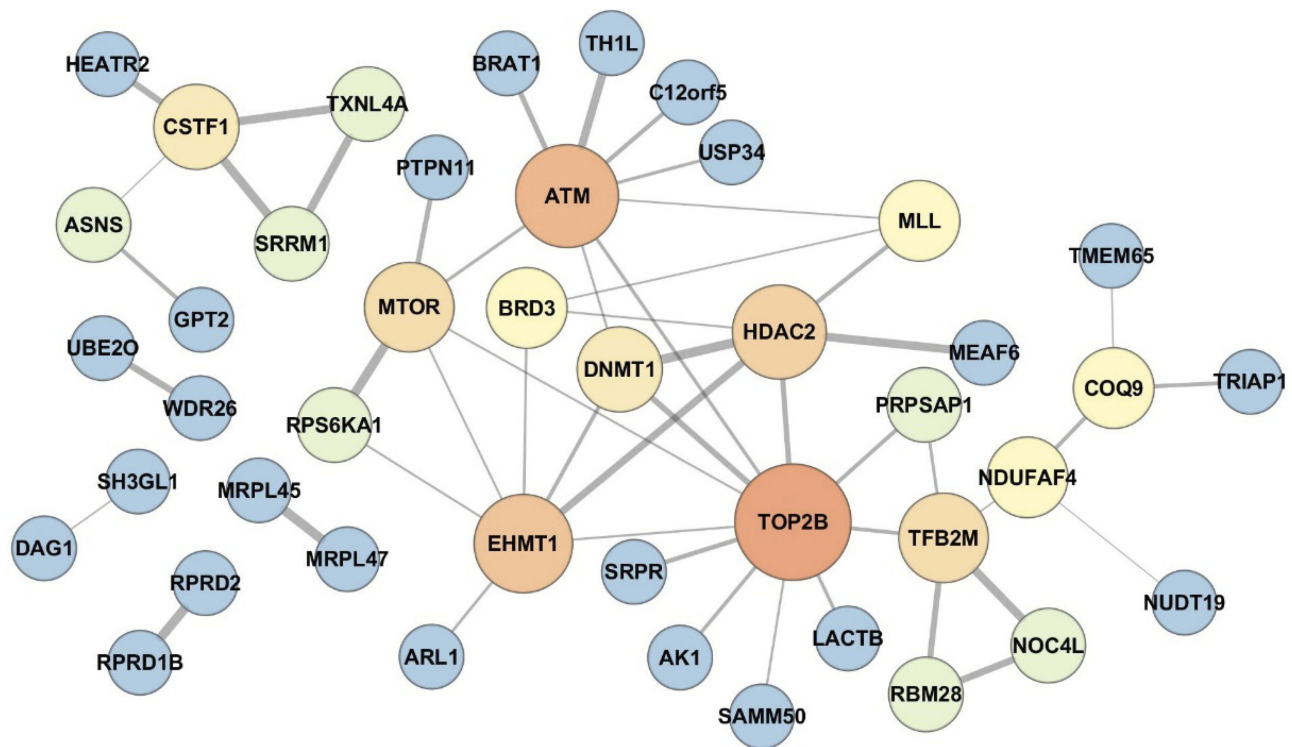 TH1L
HEATR2
BRAT1
C12orf5
TXNL4A
CSTF1
USP34
PTPN11
ATM
ASNS
MLL
SRRM1
TMEM65
MTOR
BRD3
GPT2
HDAC2
UBE2O
MEAF6
DNMT1
TRIAP1
COQ9
WDR26
PRPSAP1
RPS6KA1
NDUFAF4
SH3GL1
MRPL45
TOP2B
TFB2M
EHMT1
DAG1
MRPL47
SRPR
RPRD2
NUDT19
LACTB
NOC4L
ARL1
AK1
RPRD1B
RBM28
SAMM50